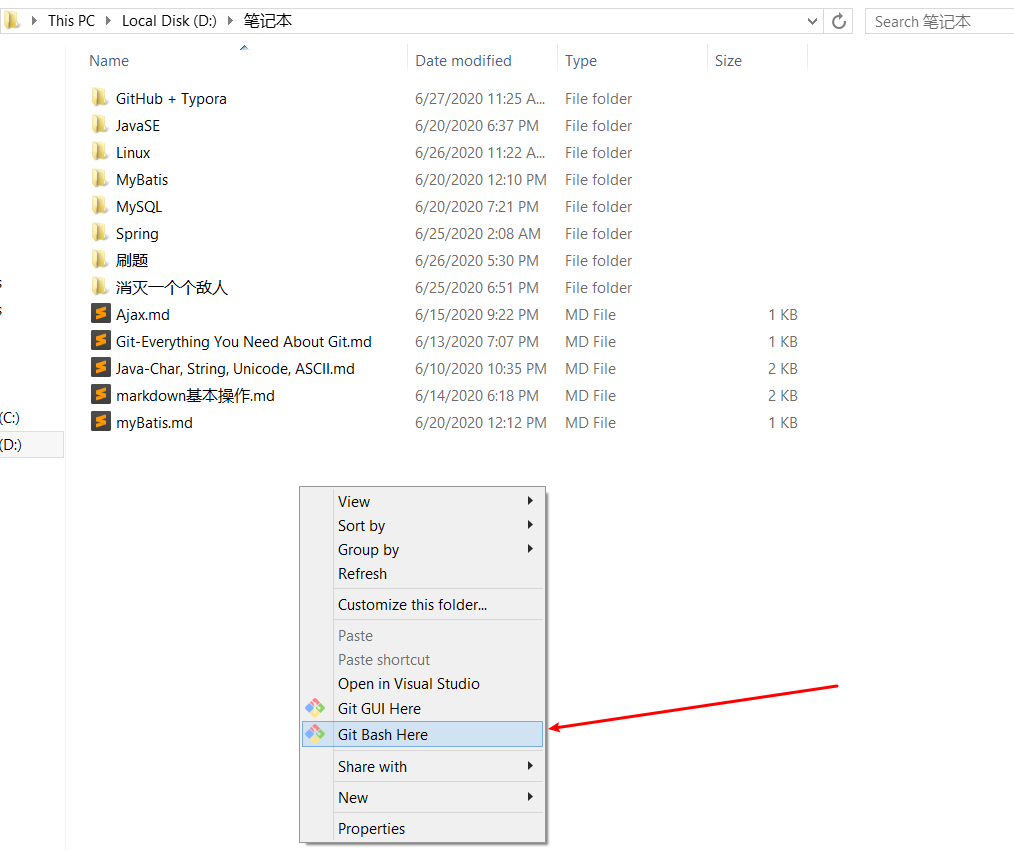 This PC Local Disk (D:) 笔记本 Search 笔记本
Name Date modified Type Size
GitHub + Typora 6/27/2020 11:25 A... File folder
JavaSE 6/20/2020 6:37 PM File folder
Linux 6/26/2020 11:22 A... File folder
MyBatis 6/20/2020 12:10 PM File folder
MySQL 6/20/2020 7:21 PM File folder
Spring 6/25/2020 2:08 AM File folder
刷题 6/26/2020 5:30 PM File folder
消灭一个个敌人 6/25/2020 6:51 PM File folder
Ajax.md 6/15/2020 9:22 PM MD File 1 KB
Git-Everything You Need About Git.md 6/13/2020 7:07 PM MD File 1 KB
Java-Char, String, Unicode, ASCII.md 6/10/2020 10:35 PM MD File 2 KB
markdown基本操作.md 6/14/2020 6:18 PM MD File 2 KB
(C:)
myBatis.md 6/20/2020 12:12 PM MD File 1 KB
(D:)
View
Sort by
Group by
Refresh
Customize this folder...
Paste
Paste shortcut
Open in Visual Studio
Git GUI Here
Git Bash Here
Share with
New
Properties